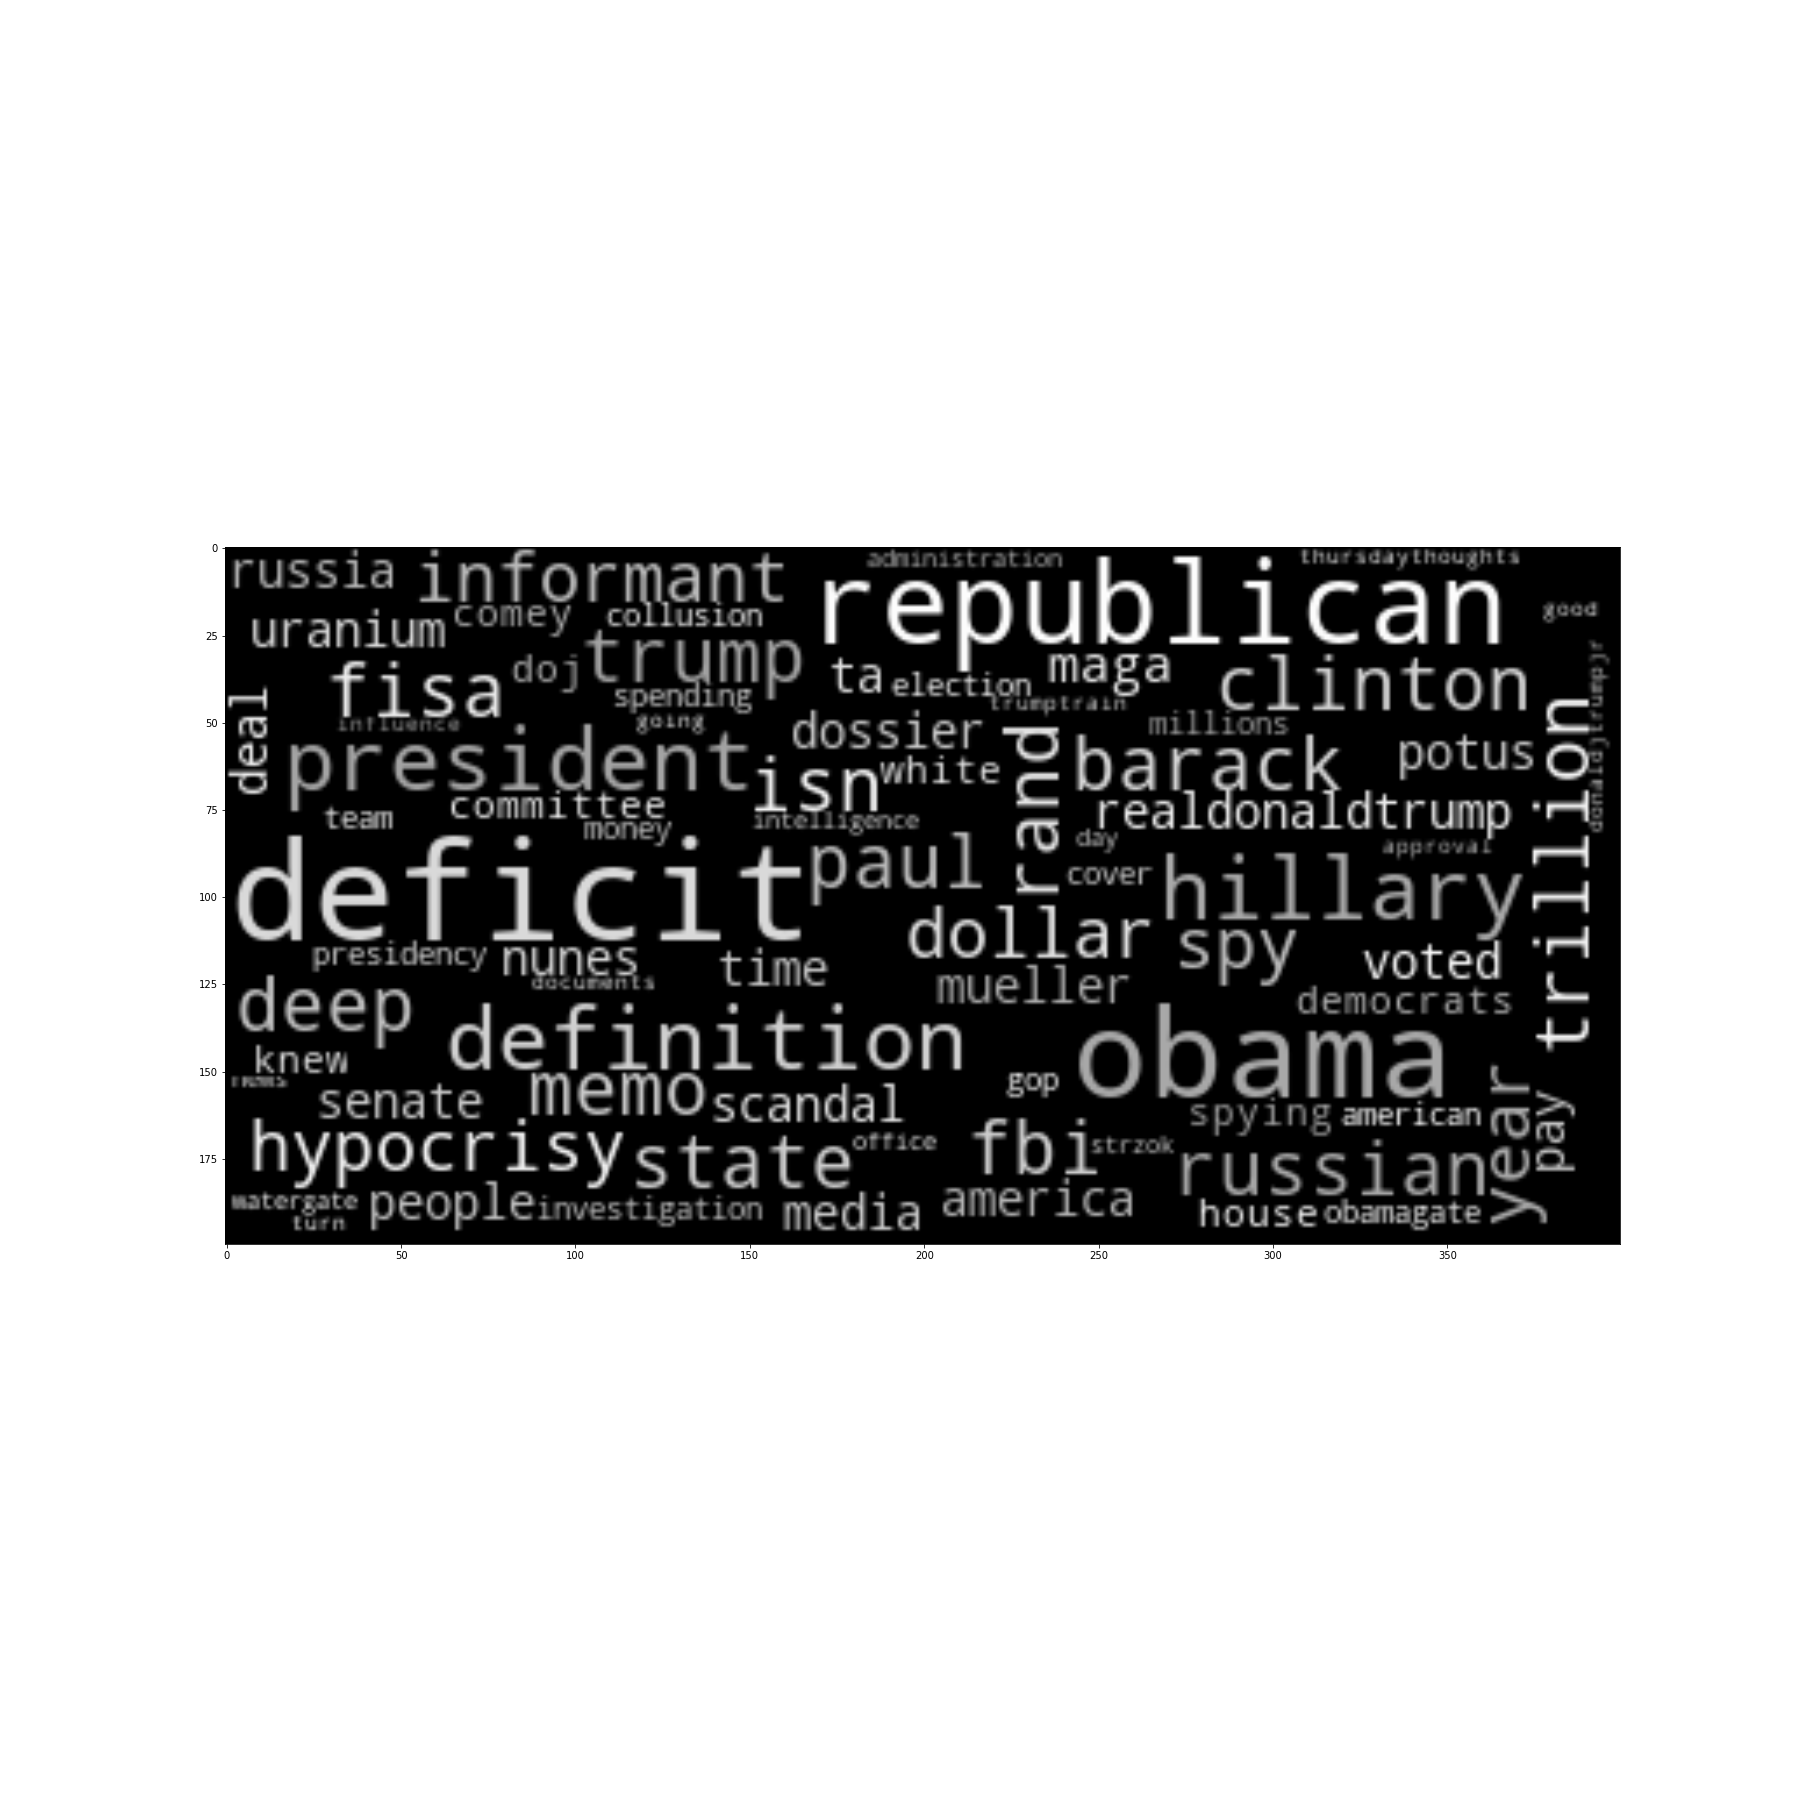 russia informant administration republican thursdaythoughts
uranium comey collusion good
fisa doj trump ta election maga clinton
deal spending trumptrain donaldjtrumpjr
influence going dossier millions
president isn white rand barack potus trillion
team committee money intelligence realdonaldtrump
deficit paul day cover approval hillary
dollar spy voted
presidency nunes time mueller
documents democrats
deep definition obama
knew memo gop year
senate scandal spying american pay
hypocrisy state office fbi strzok russian
watergate people investigation media america house obamagate
turn
0
25
50
75
100
125
150
175
0 50 100 150 200 250 300 350